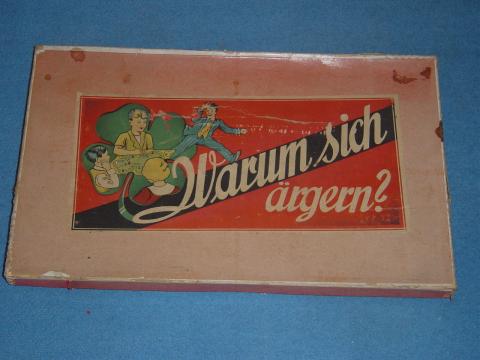 Warum sich
ärgern?